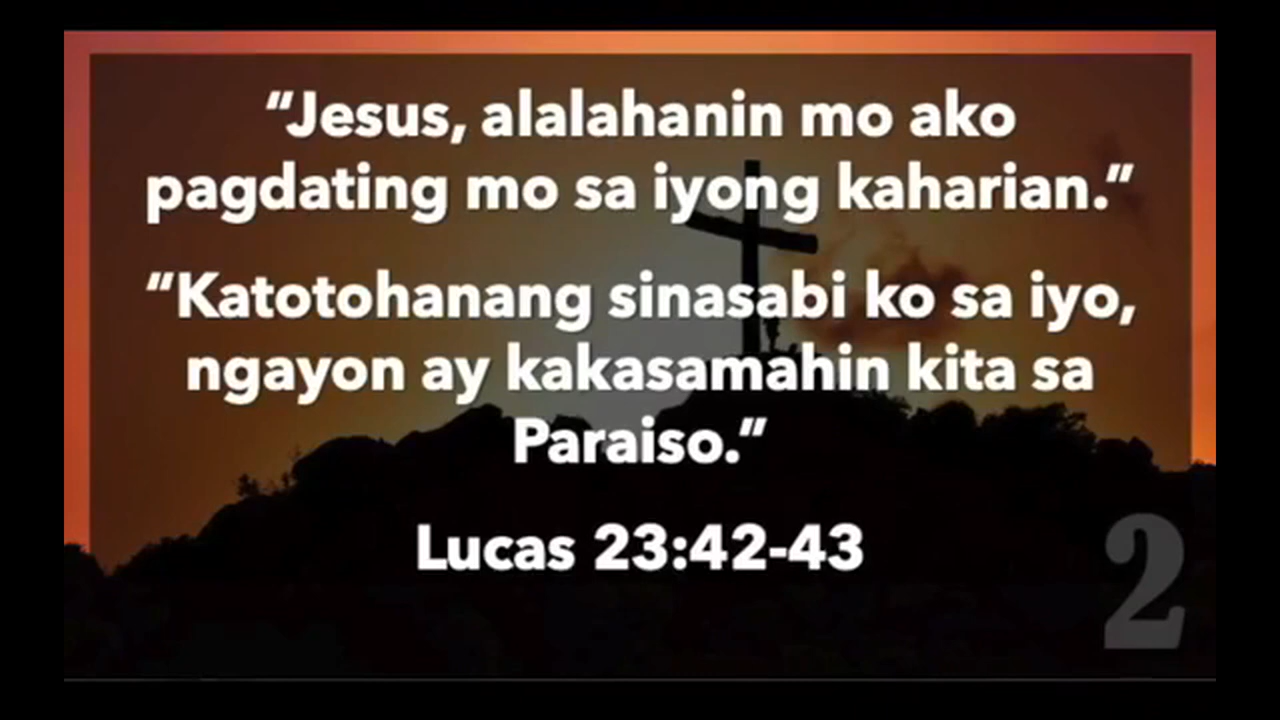 “Jesus, alalahanin mo ako
pagdating mo sa iyong kaharian.”
“Katotohanang sinasabi ko sa iyo,
ngayon ay kakasamahin kita sa
Paraiso.”
Lucas 23:42-43
2